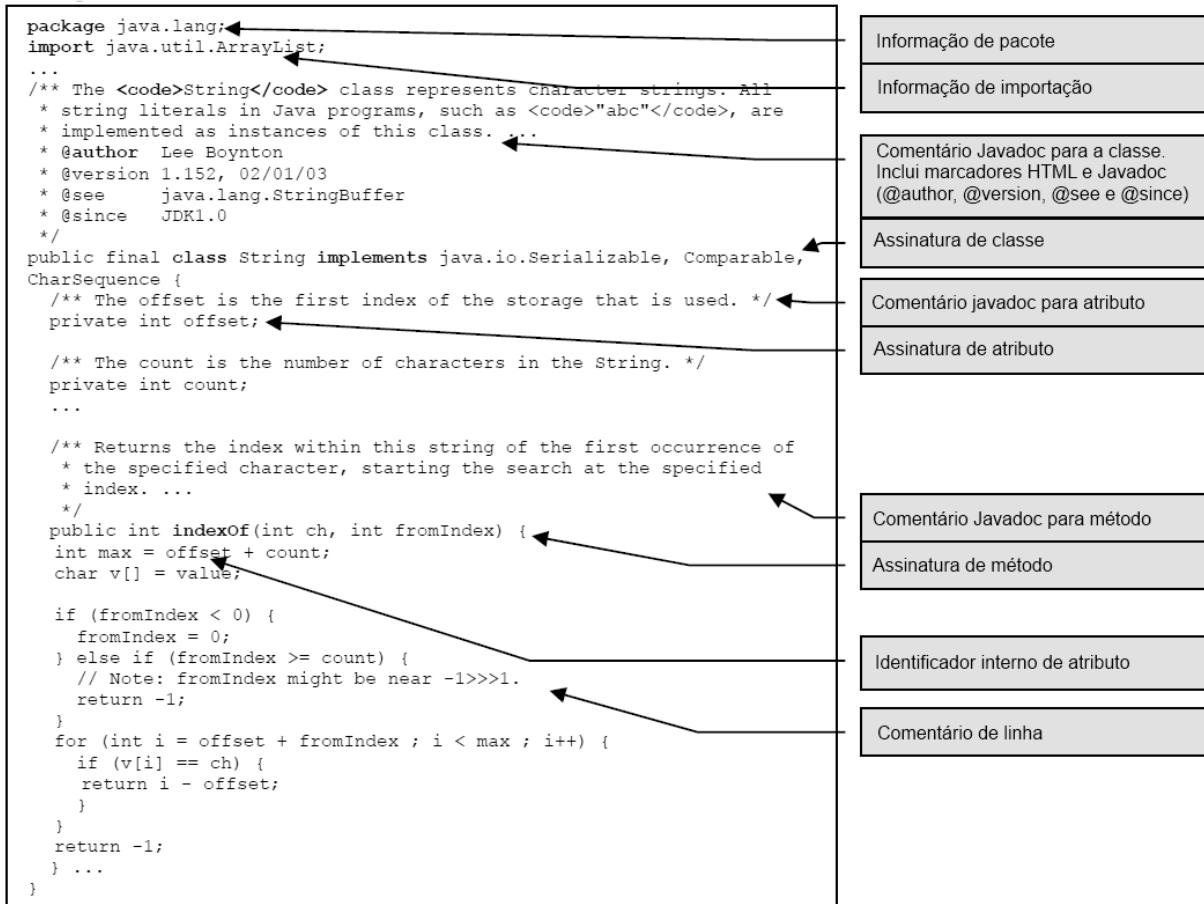 package java.lang;
import java.util.ArrayList;
...
/** The <code>String</code> class represents character strings. All
* string literals in Java programs, such as <code>"abc"</code>, are
* implemented as instances of this class. ...
* @author Lee Boynton
* @version 1.152, 02/01/03
* @see java.lang.StringBuffer
* @since JDK1.0
*/
public final class String implements java.io.Serializable, Comparable,
CharSequence {
/** The offset is the first index of the storage that is used. */
private int offset;
/** The count is the number of characters in the String. */
private int count;
...
/** Returns the index within this string of the first occurrence of
* the specified character, starting the search at the specified
* index. ...
*/
public int indexOf(int ch, int fromIndex) {
int max = offset + count;
char v[] = value;
if (fromIndex < 0) {
fromIndex = 0;
} else if (fromIndex >= count) {
// Note: fromIndex might be near -1>>>1.
return -1;
}
for (int i = offset + fromIndex ; i < max ; i++) {
if (v[i] == ch) {
return i - offset;
}
}
return -1;
} ...
}
Informação de pacote
Informação de importação
Comentário Javadoc para a classe.
Inclui marcadores HTML e Javadoc
(@author, @version, @see e @since)
Assinatura de classe
Comentário javadoc para atributo
Assinatura de atributo
Comentário Javadoc para método
Assinatura de método
Identificador interno de atributo
Comentário de linha